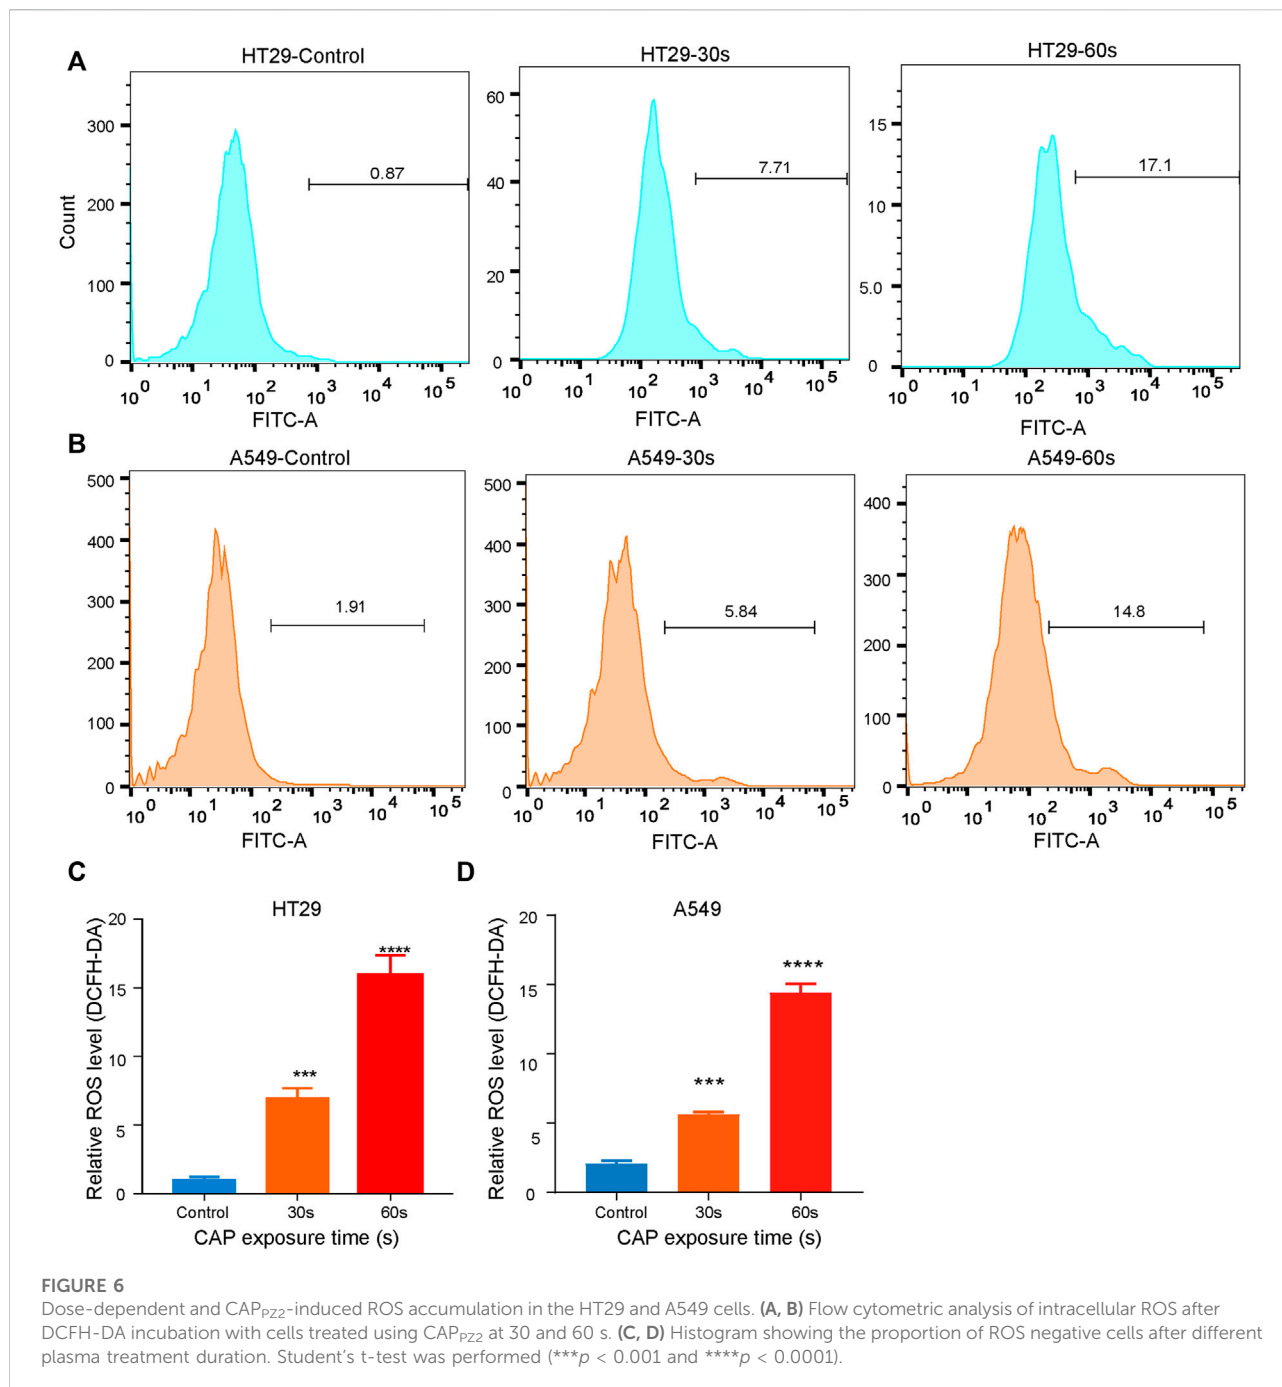 A
HT29-Control
HT29-30s
HT29-60s
Count
300
200
100
0
0.87
10^0 10^1 10^2 10^3 10^4 10^5
FITC-A
60
40
20
0
7.71
10^0 10^1 10^2 10^3 10^4 10^5
FITC-A
15
10
5.0
0
17.1
10^0 10^1 10^2 10^3 10^4 10^5
FITC-A
B
A549-Control
A549-30s
A549-60s
500
400
300
200
100
0
1.91
10^0 10^1 10^2 10^3 10^4 10^5
FITC-A
500
400
300
200
100
0
5.84
10^0 10^1 10^2 10^3 10^4 10^5
FITC-A
400
300
200
100
0
14.8
10^0 10^1 10^2 10^3 10^4 10^5
FITC-A
C
HT29
Relative ROS level (DCFH-DA)
20
15
10
5
0
***
****
Control 30s 60s
CAP exposure time (s)
D
A549
Relative ROS level (DCFH-DA)
20
15
10
5
0
***
****
Control 30s 60s
CAP exposure time (s)
FIGURE 6
Dose-dependent and CAPPZ2-induced ROS accumulation in the HT29 and A549 cells. (A, B) Flow cytometric analysis of intracellular ROS after
DCFH-DA incubation with cells treated using CAPPZ2 at 30 and 60 s. (C, D) Histogram showing the proportion of ROS negative cells after different
plasma treatment duration. Student's t-test was performed (***p < 0.001 and ****p < 0.0001).